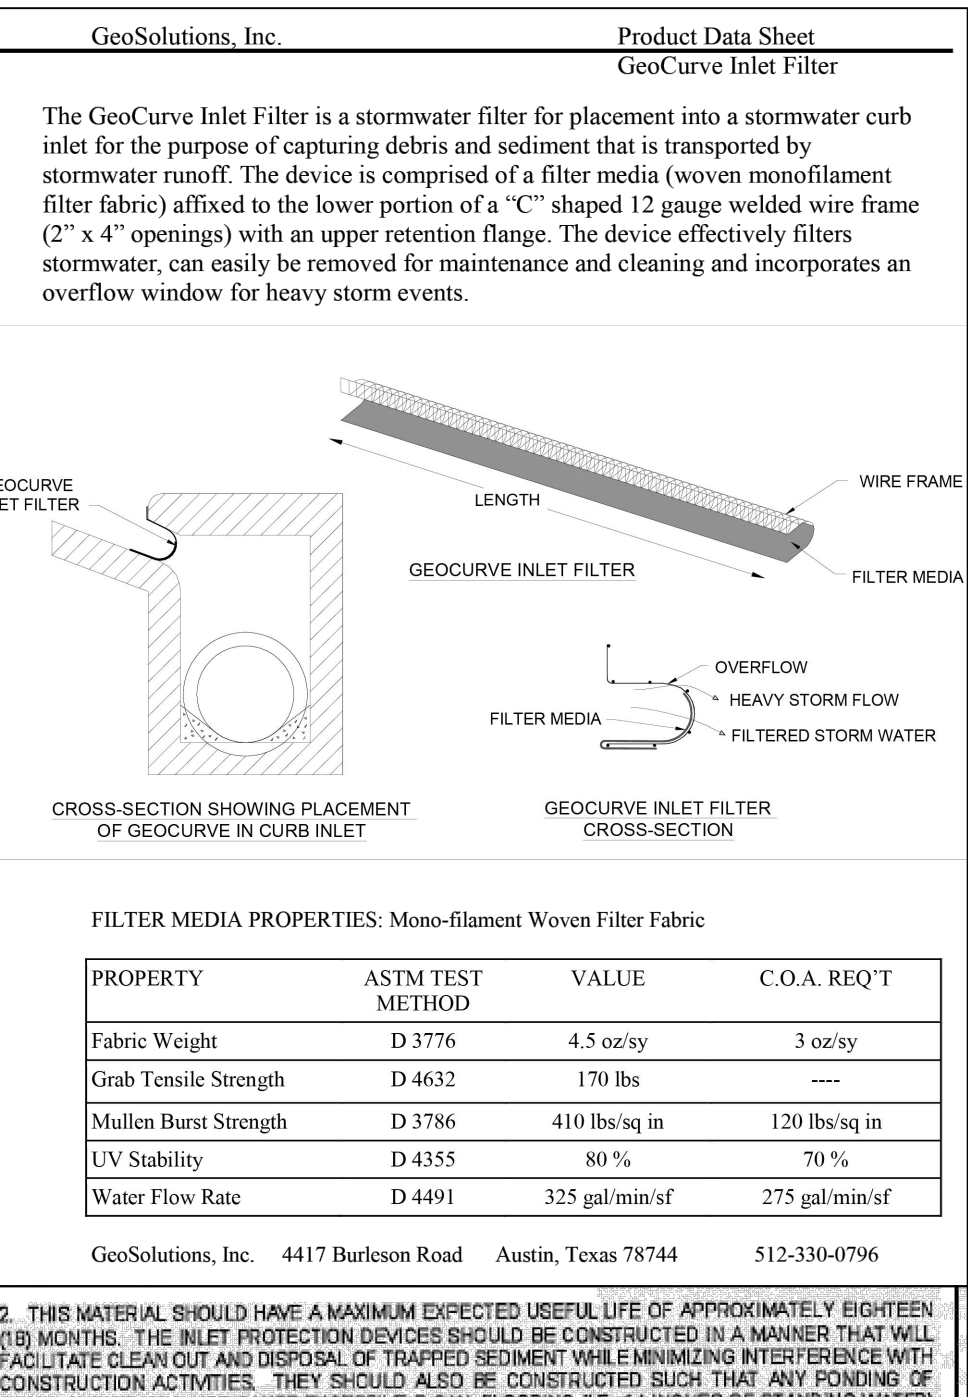 GeoSolutions, Inc. Product Data Sheet
GeoCurve Inlet Filter
The GeoCurve Inlet Filter is a stormwater filter for placement into a stormwater curb
inlet for the purpose of capturing debris and sediment that is transported by
stormwater runoff. The device is comprised of a filter media (woven monofilament
filter fabric) affixed to the lower portion of a “C” shaped 12 gauge welded wire frame
(2” x 4” openings) with an upper retention flange. The device effectively filters
stormwater, can easily be removed for maintenance and cleaning and incorporates an
overflow window for heavy storm events.
EOCURVE
ET FILTER
LENGTH
WIRE FRAME
GEOCURVE INLET FILTER
FILTER MEDIA
OVERFLOW
HEAVY STORM FLOW
FILTER MEDIA
FILTERED STORM WATER
CROSS-SECTION SHOWING PLACEMENT
OF GEOCURVE IN CURB INLET
GEOCURVE INLET FILTER
CROSS-SECTION
FILTER MEDIA PROPERTIES: Mono-filament Woven Filter Fabric
PROPERTY ASTM TEST METHOD VALUE C.O.A. REQ’T
Fabric Weight D 3776 4.5 oz/sy 3 oz/sy
Grab Tensile Strength D 4632 170 lbs ----
Mullen Burst Strength D 3786 410 lbs/sq in 120 lbs/sq in
UV Stability D 4355 80 % 70 %
Water Flow Rate D 4491 325 gal/min/sf 275 gal/min/sf
GeoSolutions, Inc. 4417 Burleson Road Austin, Texas 78744 512-330-0796
2. THIS MATERIAL SHOULD HAVE A MAXIMUM EXPECTED USEFUL LIFE OF APPROXIMATELY EIGHTEEN
(18) MONTHS. THE INLET PROTECTION DEVICES SHOULD BE CONSTRUCTED IN A MANNER THAT WILL
FACILITATE CLEAN OUT AND DISPOSAL OF TRAPPED SEDIMENT WHILE MINIMIZING INTERFERENCE WITH
CONSTRUCTION ACTIVITIES. THEY SHOULD ALSO BE CONSTRUCTED SUCH THAT ANY PONDING OF